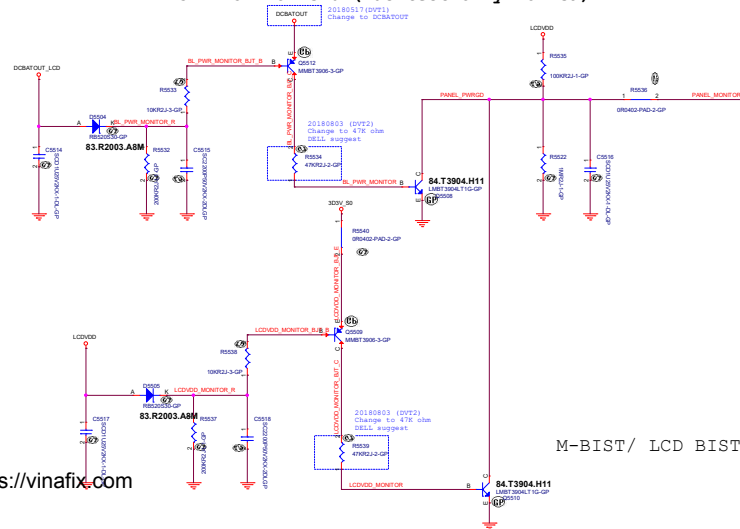 20180517(DVT1)
Change to DCBATOUT
DCBATOUT
LCDVDD
E
Q5512
MMBT3906-3-GP
BL_PWR_MONITOR_BJT_B
B
DCBATOUT_LCD
R5533
10KR2J-3-GP
R5535
100KR2J-1-GP
R5536
0R0402-PAD-2-GP
1
2
PANEL_PWRGD
PANEL_MONITOR
D5504
A
K
BL_PWR_MONITOR_R
RB520S30-GP
83.R2003.A8M
20180803 (DVT2)
Change to 47K ohm
DELL suggest
C5514
R5532
C5515
R5534
47KR2J-2-GP
R5522
C5516
BL_PWR_MONITOR
B
C
E
84.T3904.H11
LMBT3904LT1G-GP
Q5508
3D3V_S0
R5540
0R0402-PAD-2-GP
LCDVDD_MONITOR_BJT_E
LCDVDD_MONITOR_BJT_B
B
Q5509
MMBT3906-3-GP
C
LCDVDD
R5538
10KR2J-3-GP
LCDVDD_MONITOR_BJT_C
D5505
A
K
LCDVDD_MONITOR_R
RB520S30-GP
83.R2003.A8M
20180803 (DVT2)
Change to 47K ohm
DELL suggest
C5517
R5537
C5518
R5539
47KR2J-2-GP
M-BIST/ LCD BIST
s://vinafix.com
LCDVDD_MONITOR
B
C
E
84.T3904.H11
LMBT3904LT1G-GP
Q5510